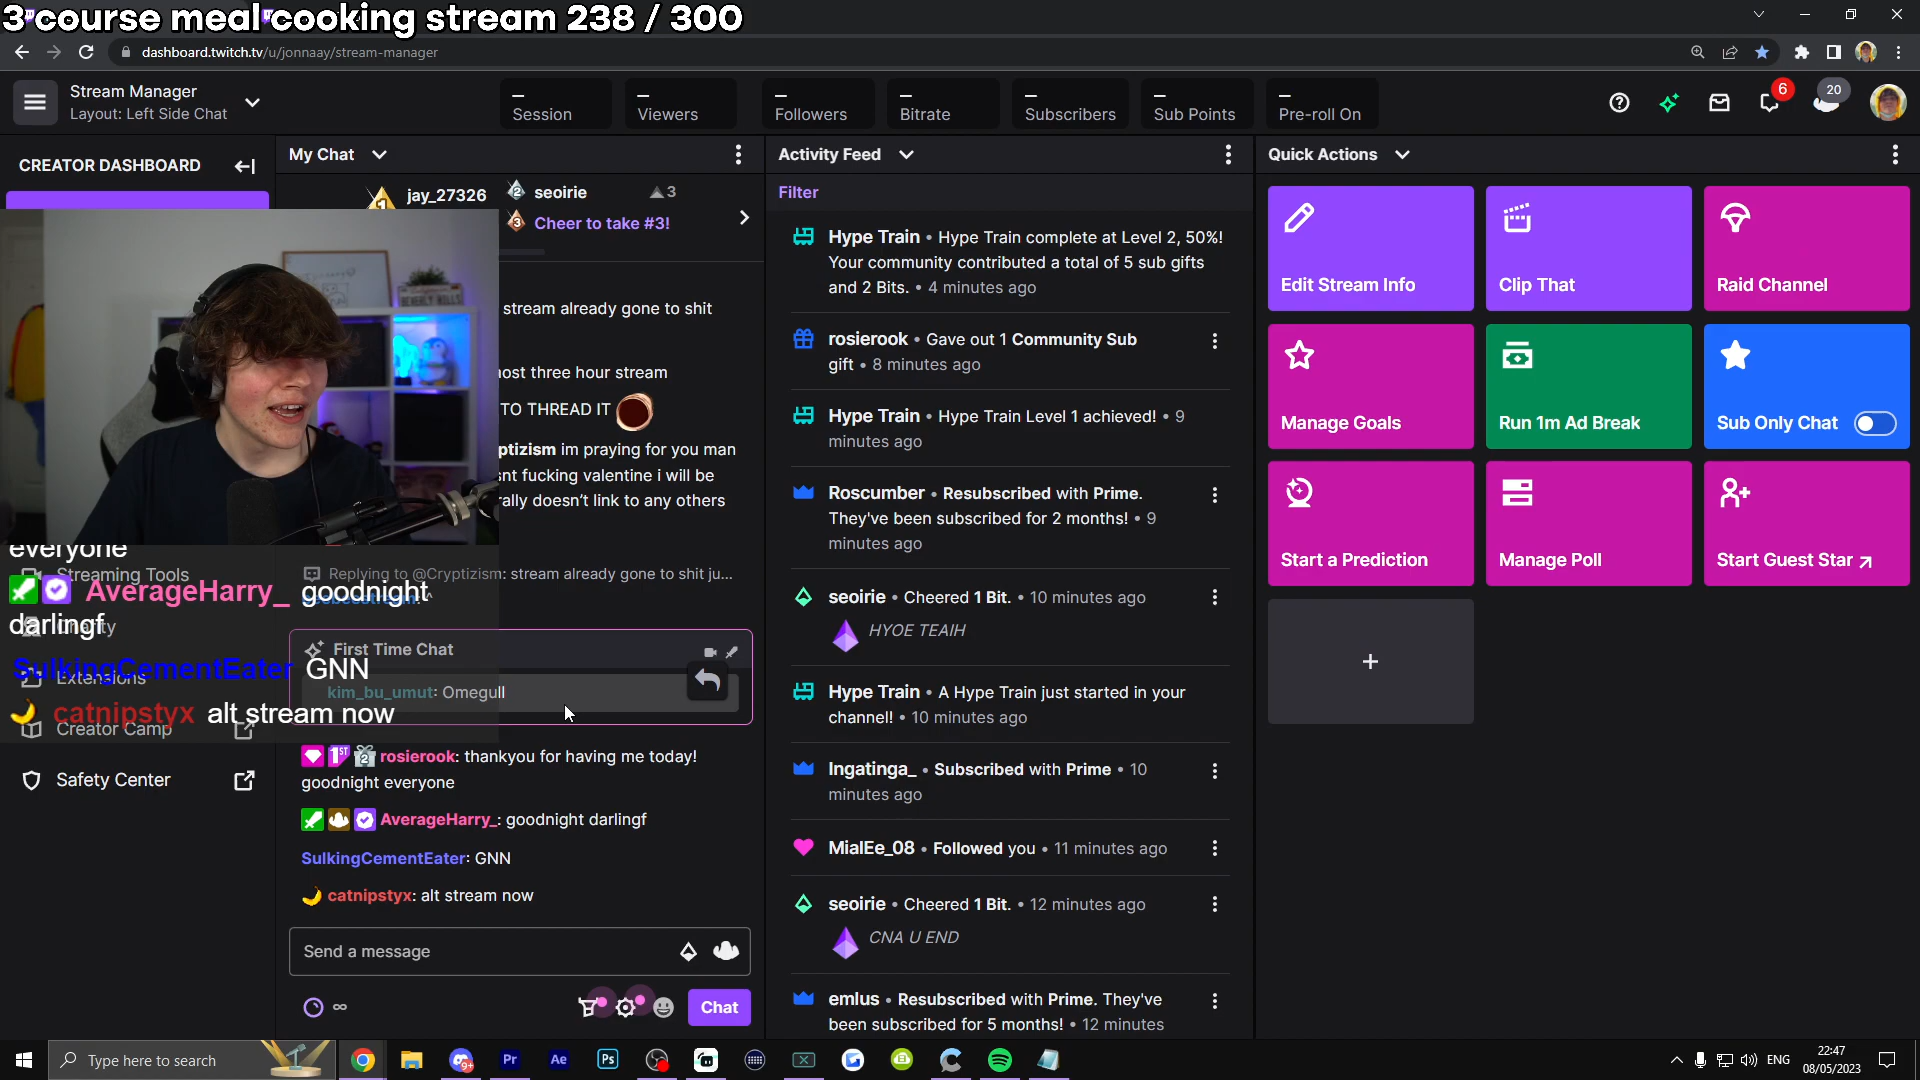 3 course meal cooking stream 238 / 300
dashboard.twitch.tv/u/jonnaay/stream-manager
Stream Manager
Layout: Left Side Chat
–
Session
–
Viewers
–
Followers
–
Bitrate
–
Subscribers
–
Sub Points
–
Pre-roll On
6
20
CREATOR DASHBOARD
My Chat
1 jay_27326
2 seoirie
3
3 Cheer to take #3!
stream already gone to shit
ost three hour stream
TO THREAD IT
ptizism im praying for you man
snt fucking valentine i will be
rally doesn't link to any others
Replying to @Cryptizism: stream already gone to shit ju...
First Time Chat
kim_bu_umut: Omegull
1ST 2 rosierook: thankyou for having me today!
goodnight everyone
AverageHarry_: goodnight darlingf
SulkingCementEater: GNN
catnipstyx: alt stream now
Send a message
∞
Chat
everyone
AverageHarry_ goodnight
darlingf
SulkingCementEater GNN
catnipstyx alt stream now
Streaming Tools
Extensions
Creator Camp
Safety Center
Activity Feed
Filter
Hype Train • Hype Train complete at Level 2, 50%!
Your community contributed a total of 5 sub gifts
and 2 Bits. • 4 minutes ago
rosierook • Gave out 1 Community Sub
gift • 8 minutes ago
Hype Train • Hype Train Level 1 achieved! • 9
minutes ago
Roscumber • Resubscribed with Prime.
They've been subscribed for 2 months! • 9
minutes ago
seoirie • Cheered 1 Bit. • 10 minutes ago
HYOE TEAIH
Hype Train • A Hype Train just started in your
channel! • 10 minutes ago
Ingatinga_ • Subscribed with Prime • 10
minutes ago
MialEe_08 • Followed you • 11 minutes ago
seoirie • Cheered 1 Bit. • 12 minutes ago
CNA U END
emlus • Resubscribed with Prime. They've
been subscribed for 5 months! • 12 minutes
Quick Actions
Edit Stream Info
Clip That
Raid Channel
Manage Goals
Run 1m Ad Break
Sub Only Chat
Start a Prediction
Manage Poll
Start Guest Star
+
Type here to search
9+
Pr
Ae
Ps
ENG
22:47
08/05/2023